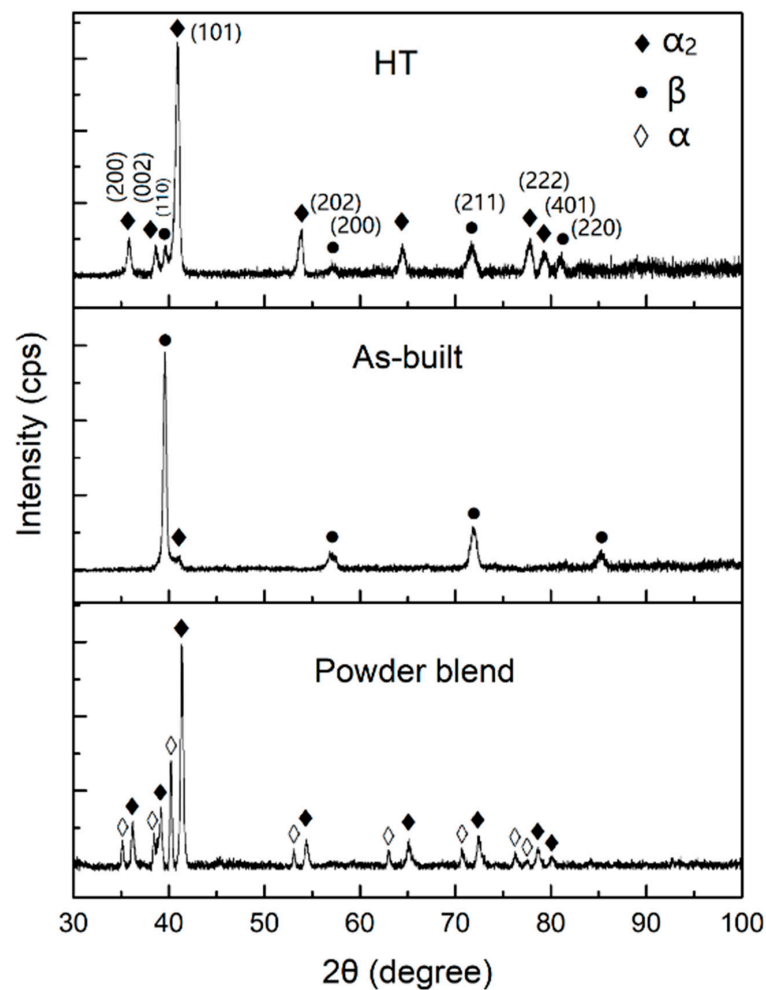 (101)
HT
◆ α₂
● β
◇ α
(200)
(002)
(110)
(202)
(200)
(211)
(222)
(401)
(220)
As-built
Intensity (cps)
Powder blend
30 40 50 60 70 80 90 100
2θ (degree)